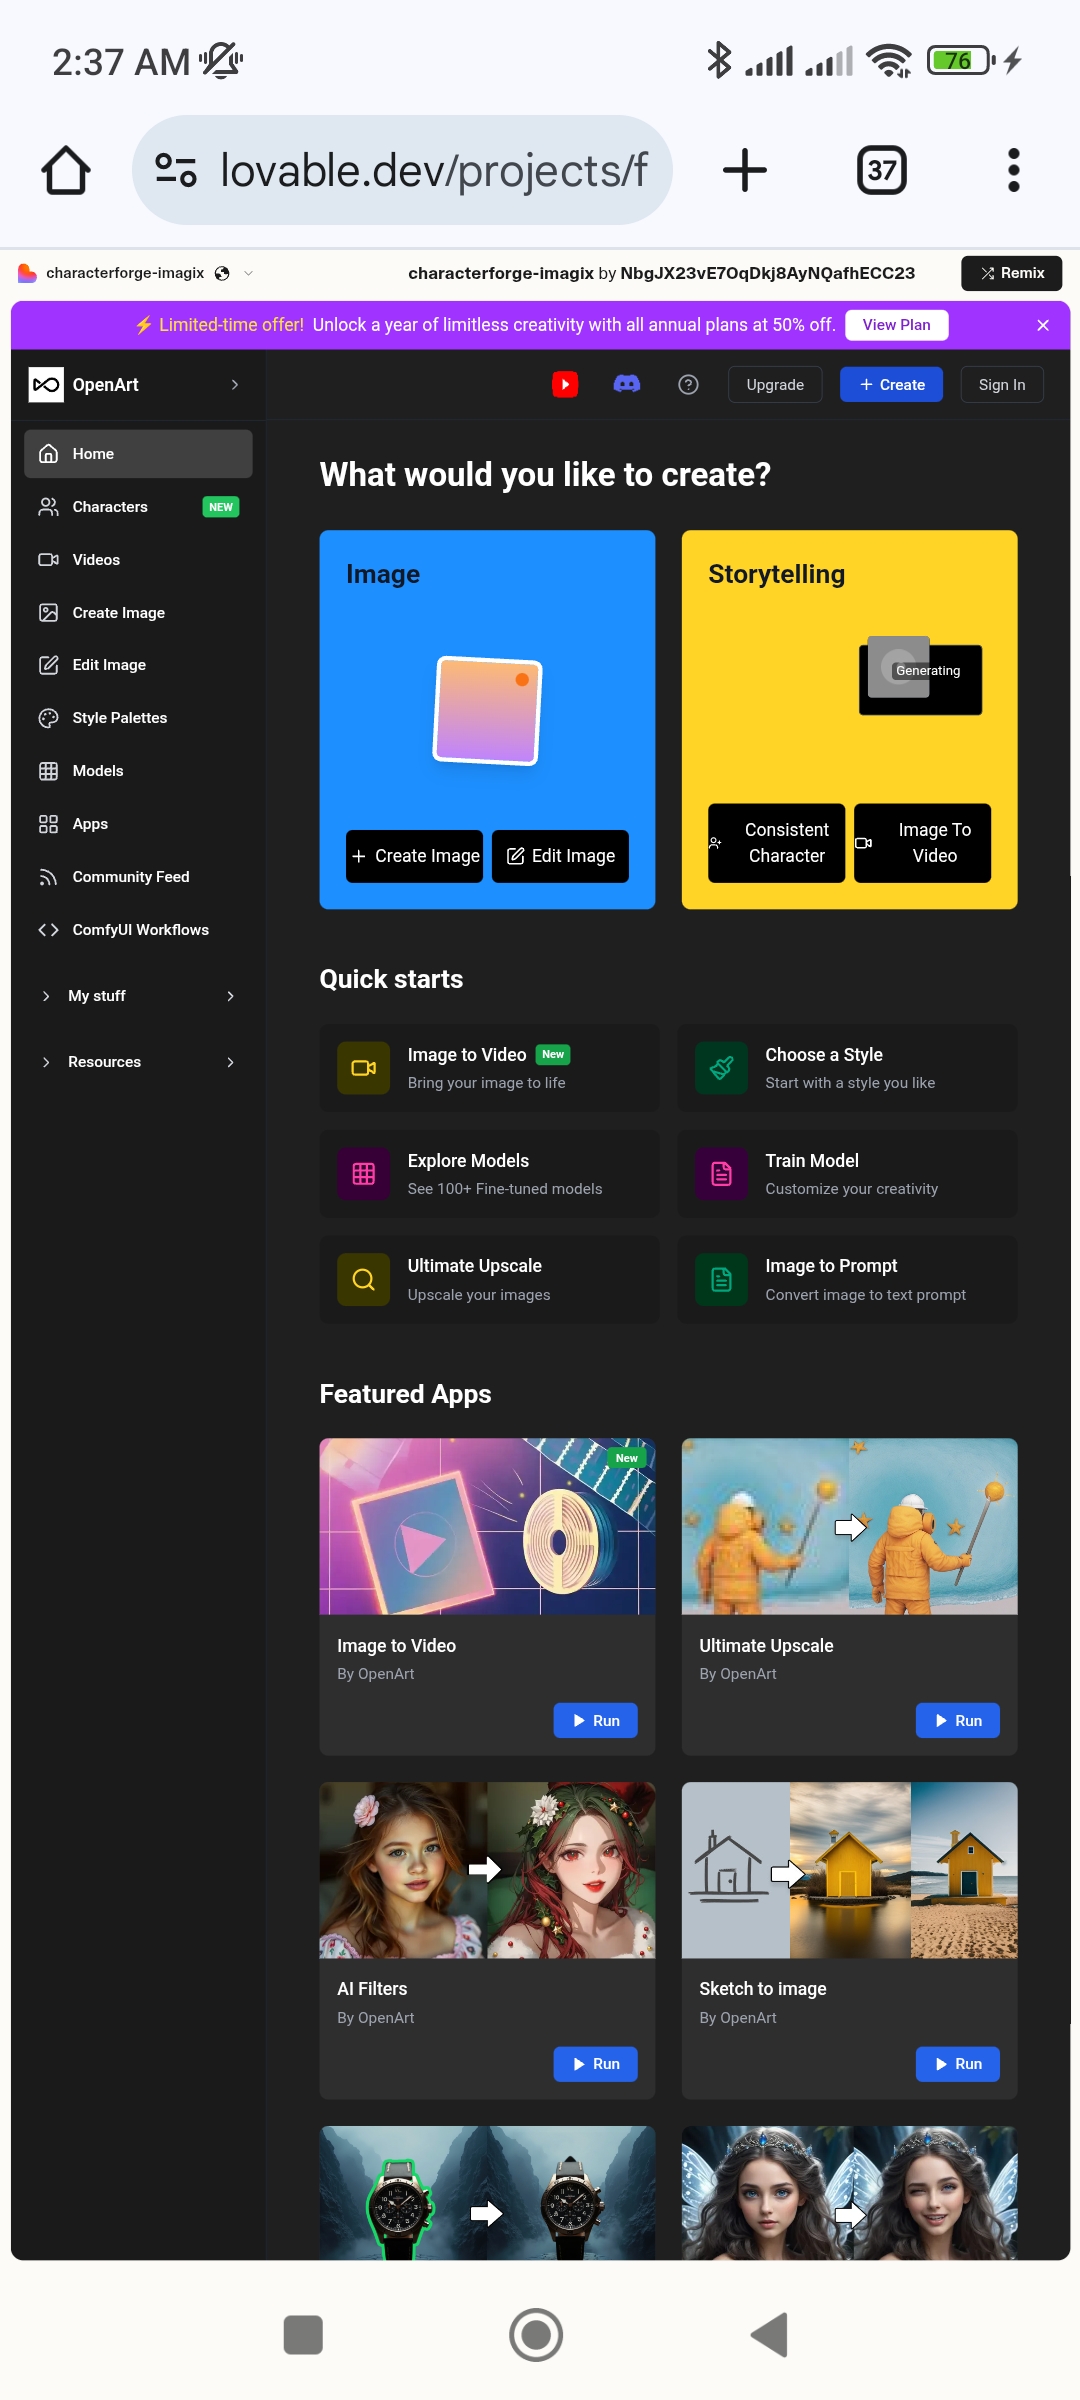 2:37 AM
76
lovable.dev/projects/f
37
characterforge-imagix
characterforge-imagix by NbgJX23vE7OqDkj8AyNQafhECC23
Remix
⚡ Limited-time offer! Unlock a year of limitless creativity with all annual plans at 50% off.
View Plan
OpenArt
Upgrade
+ Create
Sign In
Home
Characters
NEW
Videos
Create Image
Edit Image
Style Palettes
Models
Apps
Community Feed
ComfyUI Workflows
My stuff
Resources
What would you like to create?
Image
+ Create Image
Edit Image
Storytelling
Generating
Consistent
Character
Image To
Video
Quick starts
Image to Video New
Bring your image to life
Choose a Style
Start with a style you like
Explore Models
See 100+ Fine-tuned models
Train Model
Customize your creativity
Ultimate Upscale
Upscale your images
Image to Prompt
Convert image to text prompt
Featured Apps
New
Image to Video
By OpenArt
Run
Ultimate Upscale
By OpenArt
Run
AI Filters
By OpenArt
Run
Sketch to image
By OpenArt
Run